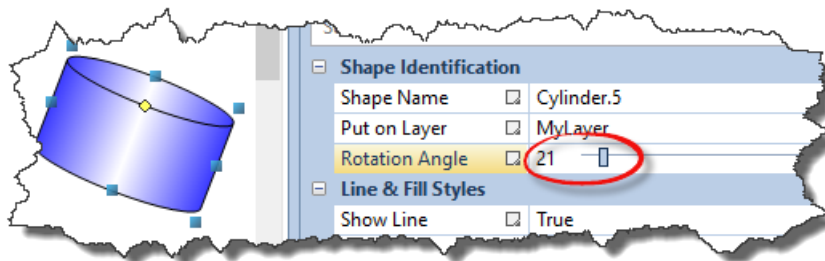 Shape Identification
Shape Name Cylinder.5
Put on Layer MyLayer
Rotation Angle 21
Line & Fill Styles
Show Line True